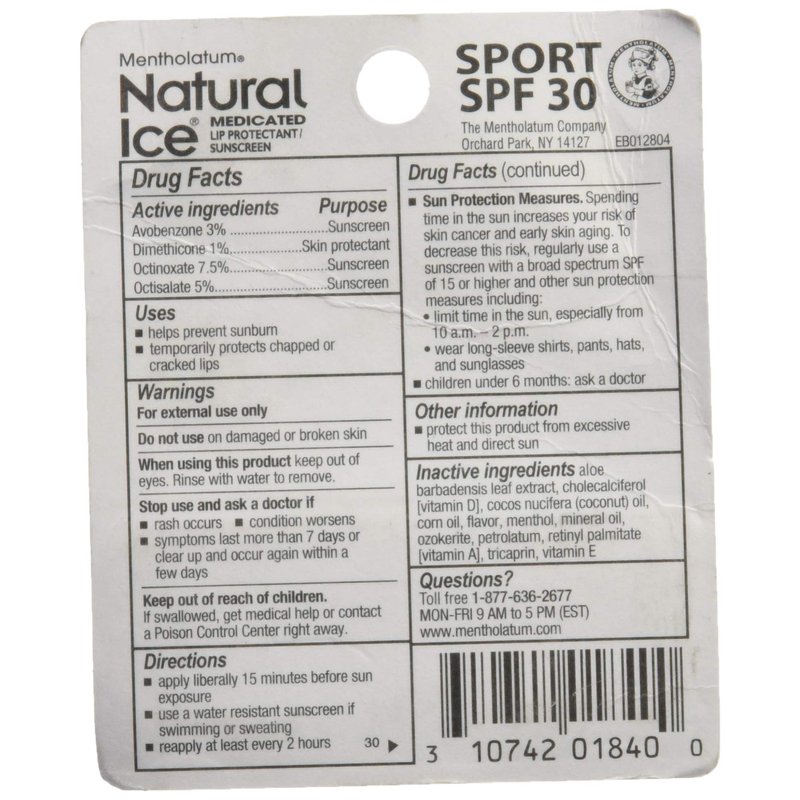 Mentholatum®
Natural
Ice® MEDICATED
LIP PROTECTANT/
SUNSCREEN
SPORT
SPF 30
MENTHOLATUM
The Mentholatum Company
Orchard Park, NY 14127
EB012804
Drug Facts
Active ingredients Purpose
Avobenzone 3%........................Sunscreen
Dimethicone 1%..................Skin protectant
Octinoxate 7.5%........................Sunscreen
Octisalate 5%...........................Sunscreen
Uses
■ helps prevent sunburn
■ temporarily protects chapped or
cracked lips
Warnings
For external use only
Do not use on damaged or broken skin
When using this product keep out of
eyes. Rinse with water to remove.
Stop use and ask a doctor if
■ rash occurs ■ condition worsens
■ symptoms last more than 7 days or
clear up and occur again within a
few days
Keep out of reach of children.
If swallowed, get medical help or contact
a Poison Control Center right away.
Directions
■ apply liberally 15 minutes before sun
exposure
■ use a water resistant sunscreen if
swimming or sweating
■ reapply at least every 2 hours 30 ▶
Drug Facts (continued)
■ Sun Protection Measures. Spending
time in the sun increases your risk of
skin cancer and early skin aging. To
decrease this risk, regularly use a
sunscreen with a broad spectrum SPF
of 15 or higher and other sun protection
measures including:
• limit time in the sun, especially from
10 a.m. – 2 p.m.
• wear long-sleeve shirts, pants, hats,
and sunglasses
■ children under 6 months: ask a doctor
Other information
■ protect this product from excessive
heat and direct sun
Inactive ingredients aloe
barbadensis leaf extract, cholecalciferol
[vitamin D], cocos nucifera (coconut) oil,
corn oil, flavor, menthol, mineral oil,
ozokerite, petrolatum, retinyl palmitate
[vitamin A], tricaprin, vitamin E
Questions?
Toll free 1-877-636-2677
MON-FRI 9 AM to 5 PM (EST)
www.mentholatum.com
3 10742 01840 0